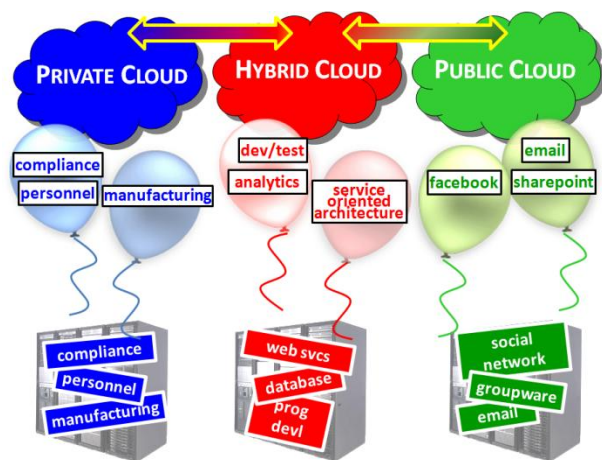 PRIVATE CLOUD
HYBRID CLOUD
PUBLIC CLOUD
compliance
personnel
manufacturing
dev/test
analytics
service
oriented
architecture
facebook
email
sharepoint
compliance
personnel
manufacturing
web svcs
database
prog
devl
social
network
groupware
email